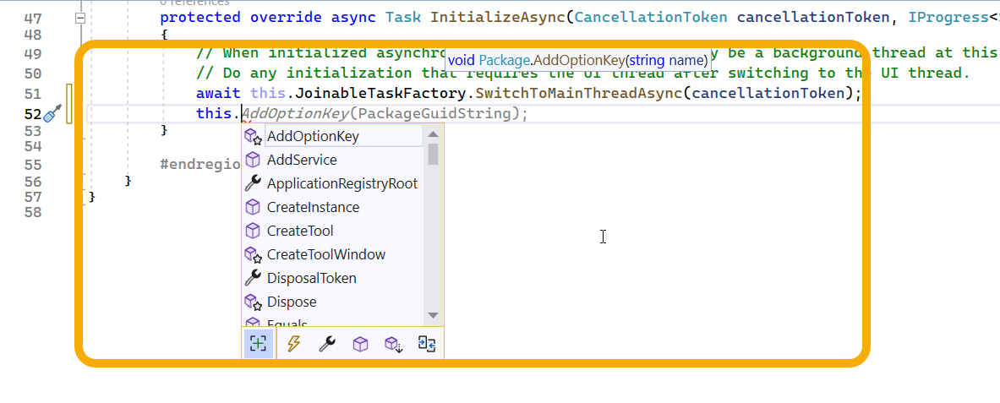 0 references
47 protected override async Task InitializeAsync(CancellationToken cancellationToken, IProgress<
48 {
49 // When initialized asynchro y be a background thread at this
void Package.AddOptionKey(string name)
50 // Do any initialization that requires the UI thread after switching to the UI thread.
51 await this.JoinableTaskFactory.SwitchToMainThreadAsync(cancellationToken);
52 this.AddOptionKey(PackageGuidString);
53 }
54
55 #endregio
56 }
57 }
58
AddOptionKey
AddService
ApplicationRegistryRoot
CreateInstance
CreateTool
CreateToolWindow
DisposalToken
Dispose
Equals